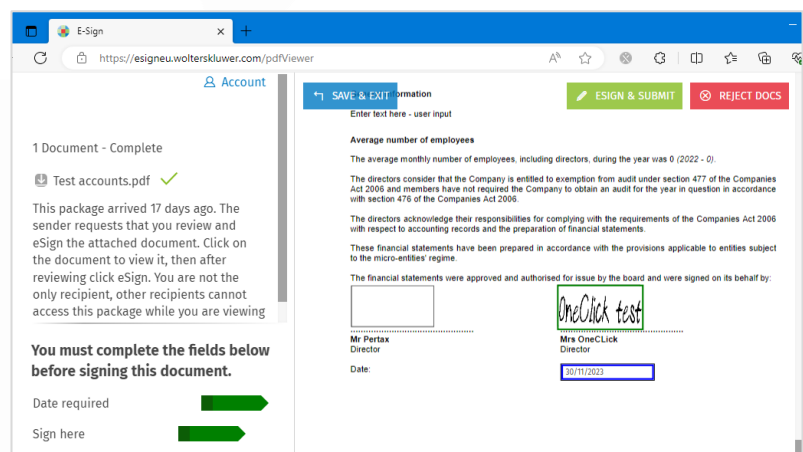 E-Sign
https://esigneu.wolterskluwer.com/pdfViewer
Account
1 Document - Complete
Test accounts.pdf
This package arrived 17 days ago. The
sender requests that you review and
eSign the attached document. Click on
the document to view it, then after
reviewing click eSign. You are not the
only recipient, other recipients cannot
access this package while you are viewing
You must complete the fields below
before signing this document.
Date required
Sign here
SAVE & EXIT
ESIGN & SUBMIT
REJECT DOCS
formation
Enter text here - user input
Average number of employees
The average monthly number of employees, including directors, during the year was 0 (2022 - 0).
The directors consider that the Company is entitled to exemption from audit under section 477 of the Companies
Act 2006 and members have not required the Company to obtain an audit for the year in question in accordance
with section 476 of the Companies Act 2006.
The directors acknowledge their responsibilities for complying with the requirements of the Companies Act 2006
with respect to accounting records and the preparation of financial statements.
These financial statements have been prepared in accordance with the provisions applicable to entities subject
to the micro-entities' regime.
The financial statements were approved and authorised for issue by the board and were signed on its behalf by:
OneClick test
Mr Pertax
Director
Mrs OneCLick
Director
Date:
30/11/2023